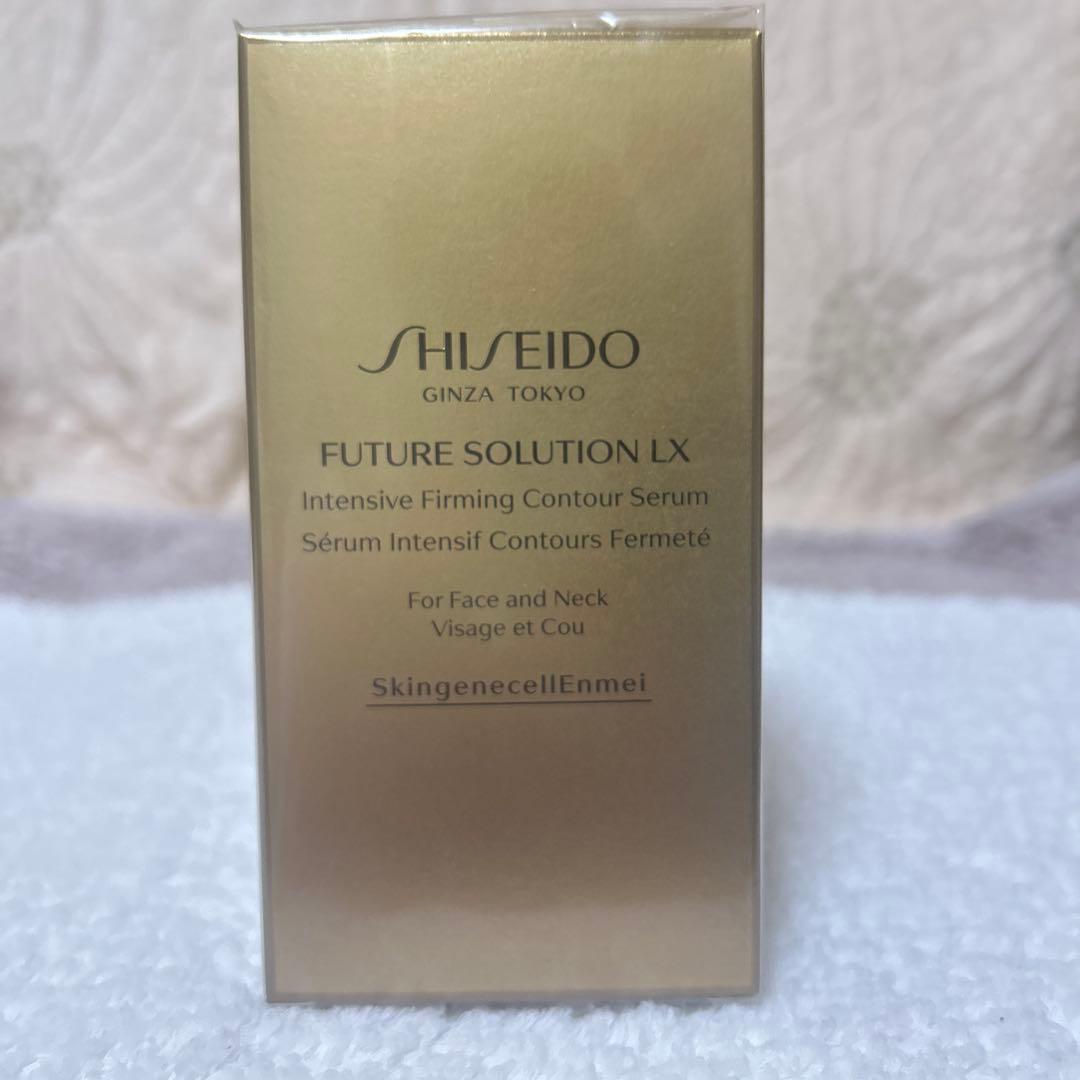 SHISEIDO
GINZA TOKYO
FUTURE SOLUTION LX
Intensive Firming Contour Serum
Sérum Intensif Contours Fermeté
For Face and Neck
Visage et Cou
SkingenecellEnmei